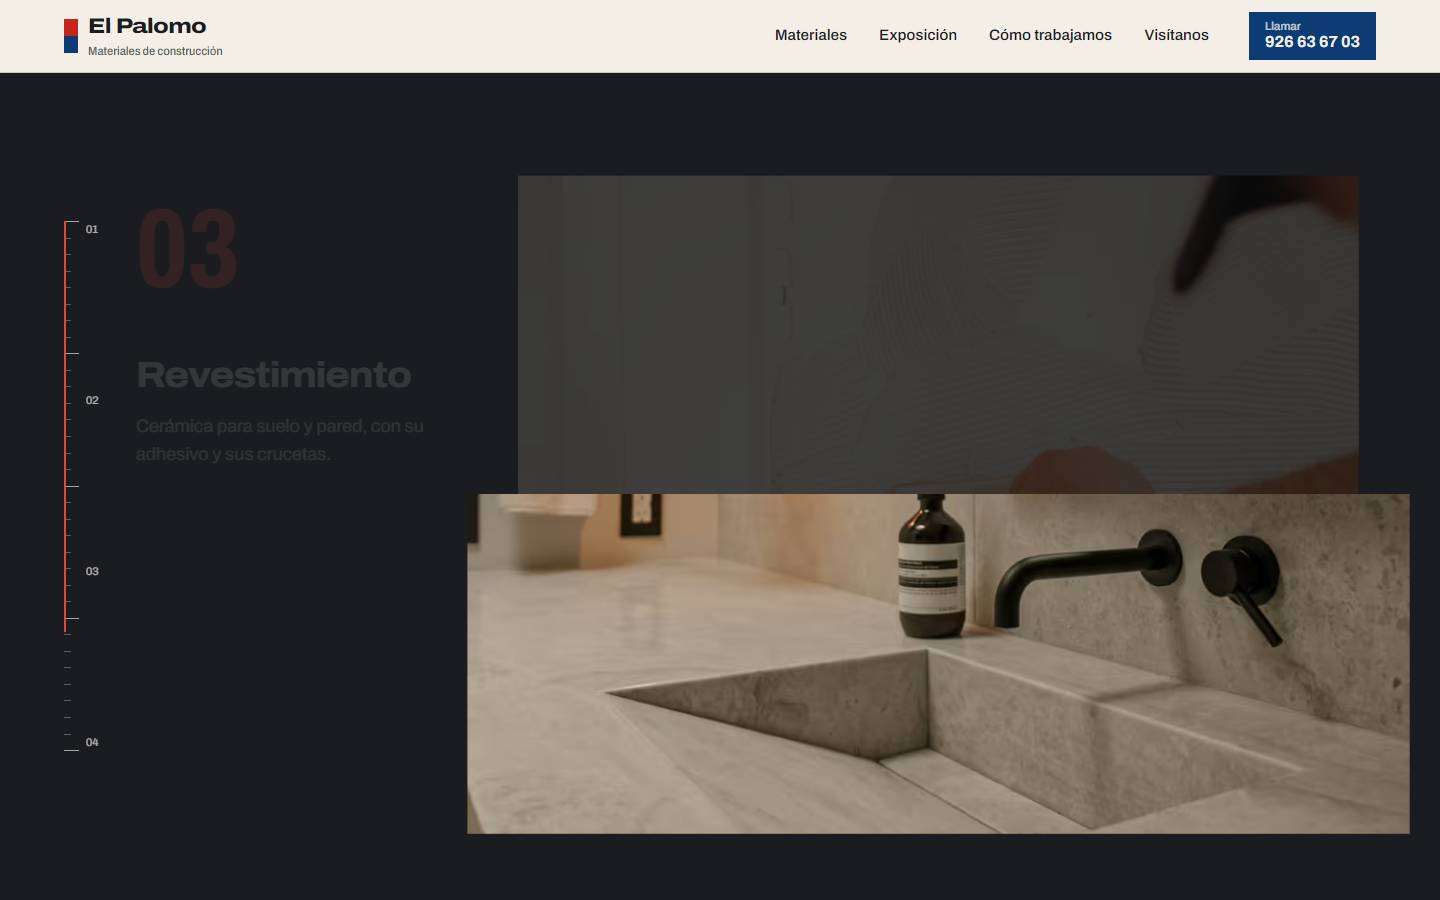 El Palomo
Materiales de construcción
Materiales
Exposición
Cómo trabajamos
Visítanos
Llamar
926 63 67 03
01
02
03
04
03
Revestimiento
Cerámica para suelo y pared, con su
adhesivo y sus crucetas.